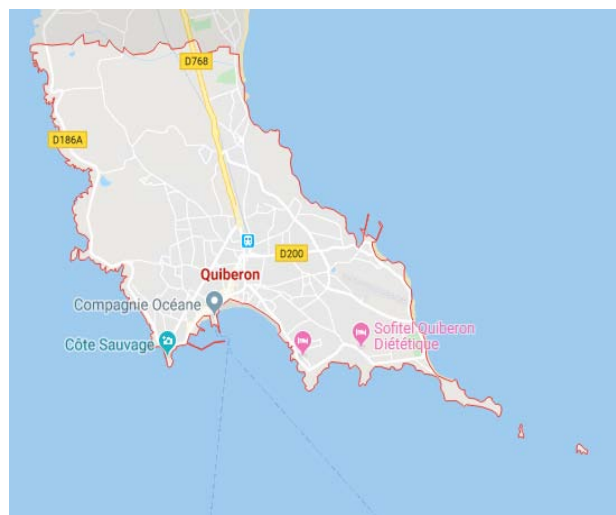 D768
D186A
D200
Quiberon
Compagnie Océane
Côte Sauvage
Sofitel Quiberon
Diététique